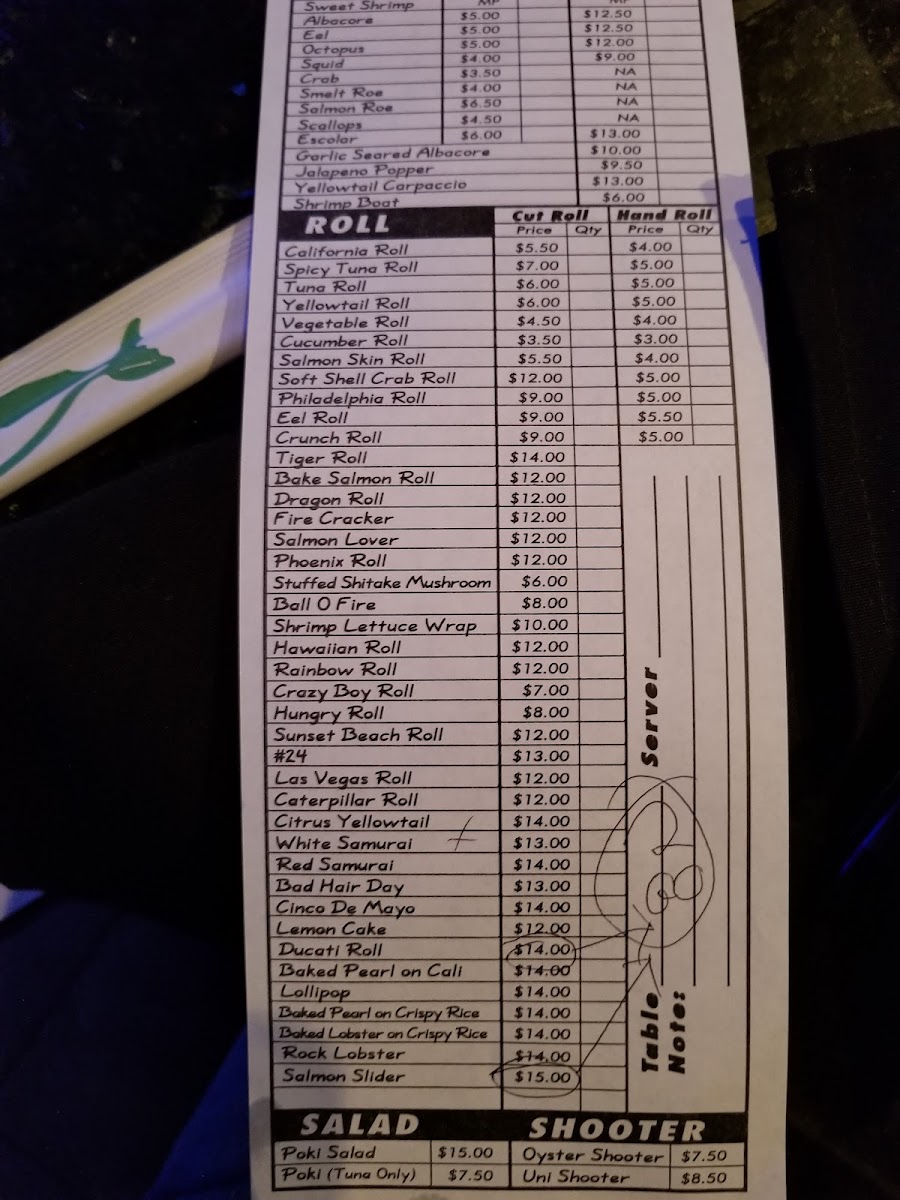 Sweet Shrimp MP MP
Albacore $5.00 $12.50
Eel $5.00 $12.50
Octopus $5.00 $12.00
Squid $4.00 $9.00
Crab $3.50 NA
Smelt Roe $4.00 NA
Salmon Roe $6.50 NA
Scallops $4.50 NA
Escolar $6.00 $13.00
Garlic Seared Albacore $10.00
Jalapeno Popper $9.50
Yellowtail Carpaccio $13.00
Shrimp Boat $6.00
ROLL Cut Roll Hand Roll
Price Qty Price Qty
California Roll $5.50 $4.00
Spicy Tuna Roll $7.00 $5.00
Tuna Roll $6.00 $5.00
Yellowtail Roll $6.00 $5.00
Vegetable Roll $4.50 $4.00
Cucumber Roll $3.50 $3.00
Salmon Skin Roll $5.50 $4.00
Soft Shell Crab Roll $12.00 $5.00
Philadelphia Roll $9.00 $5.00
Eel Roll $9.00 $5.50
Crunch Roll $9.00 $5.00
Tiger Roll $14.00
Bake Salmon Roll $12.00
Dragon Roll $12.00
Fire Cracker $12.00
Salmon Lover $12.00
Phoenix Roll $12.00
Stuffed Shitake Mushroom $6.00
Ball O Fire $8.00
Shrimp Lettuce Wrap $10.00
Hawaiian Roll $12.00
Rainbow Roll $12.00
Crazy Boy Roll $7.00
Hungry Roll $8.00
Sunset Beach Roll $12.00
#24 $13.00
Las Vegas Roll $12.00
Caterpillar Roll $12.00
Citrus Yellowtail $14.00
White Samurai $13.00
Red Samurai $14.00
Bad Hair Day $13.00
Cinco De Mayo $14.00
Lemon Cake $12.00
Ducati Roll $14.00
Baked Pearl on Cali $14.00
Lollipop $14.00
Baked Pearl on Crispy Rice $14.00
Baked Lobster on Crispy Rice $14.00
Rock Lobster $14.00
Salmon Slider $15.00
Table Server
Note:
SALAD SHOOTER
Poki Salad $15.00 Oyster Shooter $7.50
Poki (Tuna Only) $7.50 Uni Shooter $8.50